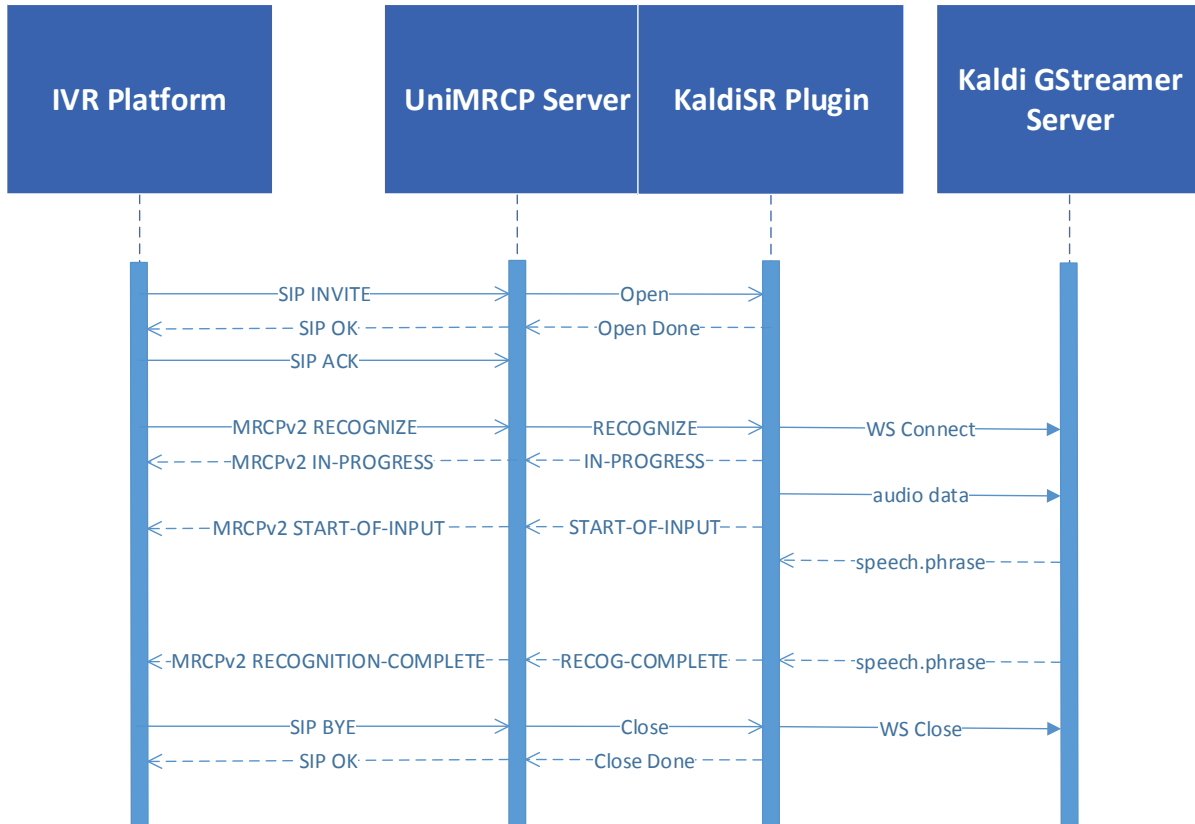 IVR Platform
UniMRCP Server
KaldiSR Plugin
Kaldi GStreamer
Server
SIP INVITE
Open
SIP OK
Open Done
SIP ACK
MRCPv2 RECOGNIZE
RECOGNIZE
WS Connect
MRCPv2 IN-PROGRESS
IN-PROGRESS
audio data
MRCPv2 START-OF-INPUT
START-OF-INPUT
speech.phrase
MRCPv2 RECOGNITION-COMPLETE
RECOG-COMPLETE
speech.phrase
SIP BYE
Close
WS Close
SIP OK
Close Done